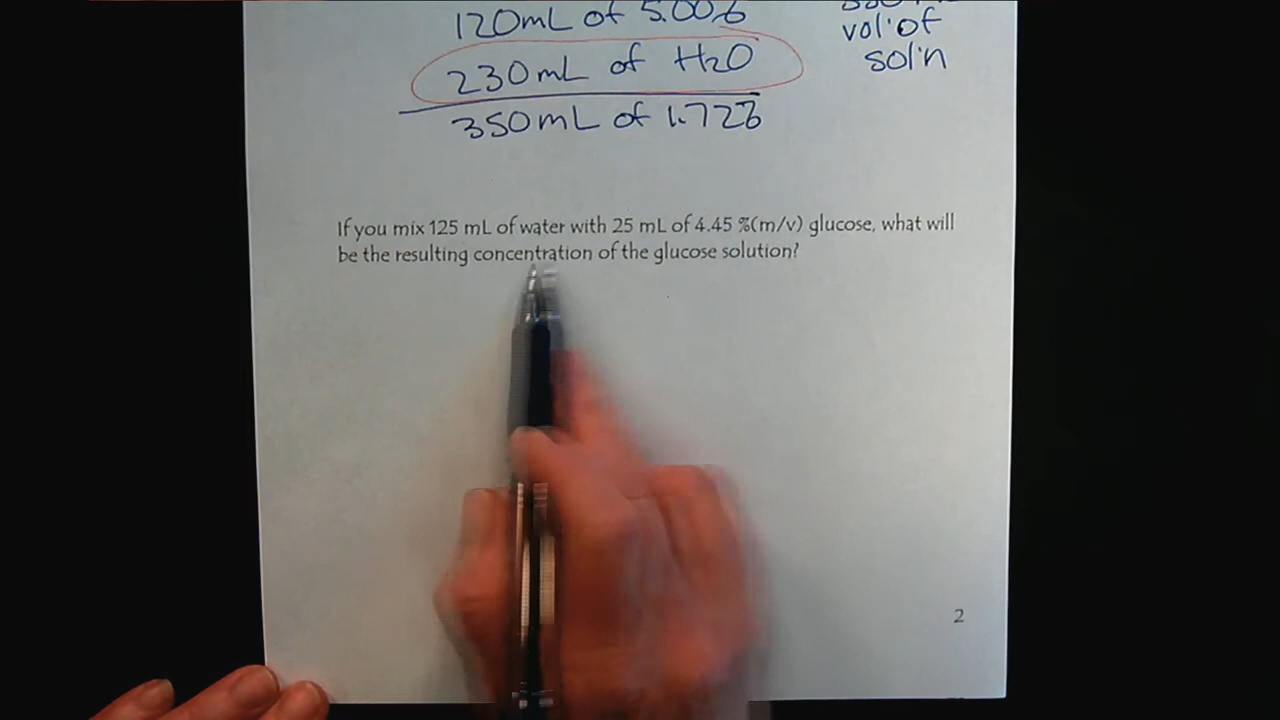 120mL of 5.00%
vol. of
230mL of H2O
sol'n
350mL of 1.72%
If you mix 125 mL of water with 25 mL of 4.45 %(m/v) glucose, what will
be the resulting concentration of the glucose solution?
2